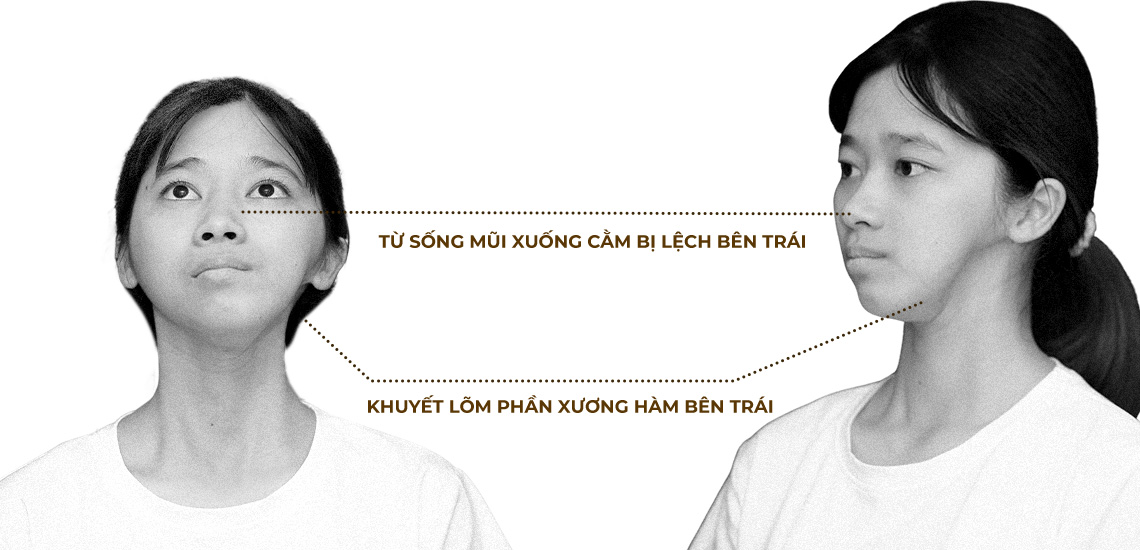 TỪ SỐNG MŨI XUỐNG CẰM BỊ LỆCH BÊN TRÁI
KHUYẾT LÕM PHẦN XƯƠNG HÀM BÊN TRÁI